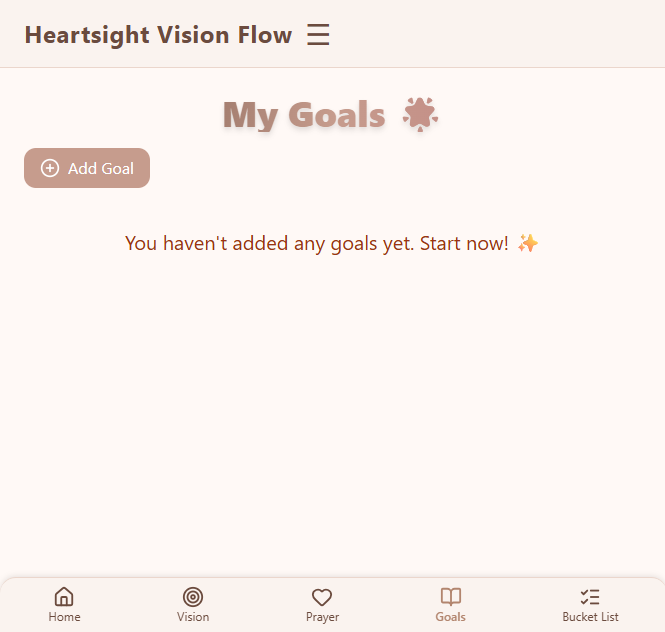 Heartsight Vision Flow
My Goals 🌟
Add Goal
You haven't added any goals yet. Start now! ✨
Home
Vision
Prayer
Goals
Bucket List